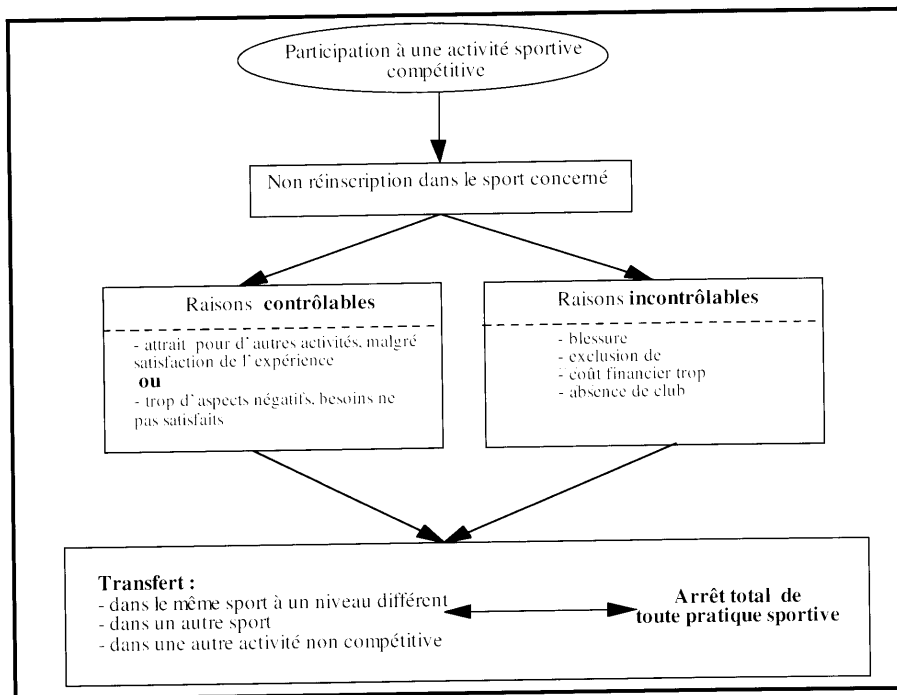 Participation à une activité sportive
compétitive
Non réinscription dans le sport concerné
Raisons contrôlables
- attrait pour d'autres activités, malgré
satisfaction de l'expérience
ou
- trop d'aspects négatifs, besoins ne
pas satisfaits
Raisons incontrôlables
- blessure
- exclusion de
- coût financier trop
- absence de club
Transfert :
- dans le même sport à un niveau différent
- dans un autre sport
- dans une autre activité non compétitive
Arrêt total de
toute pratique sportive